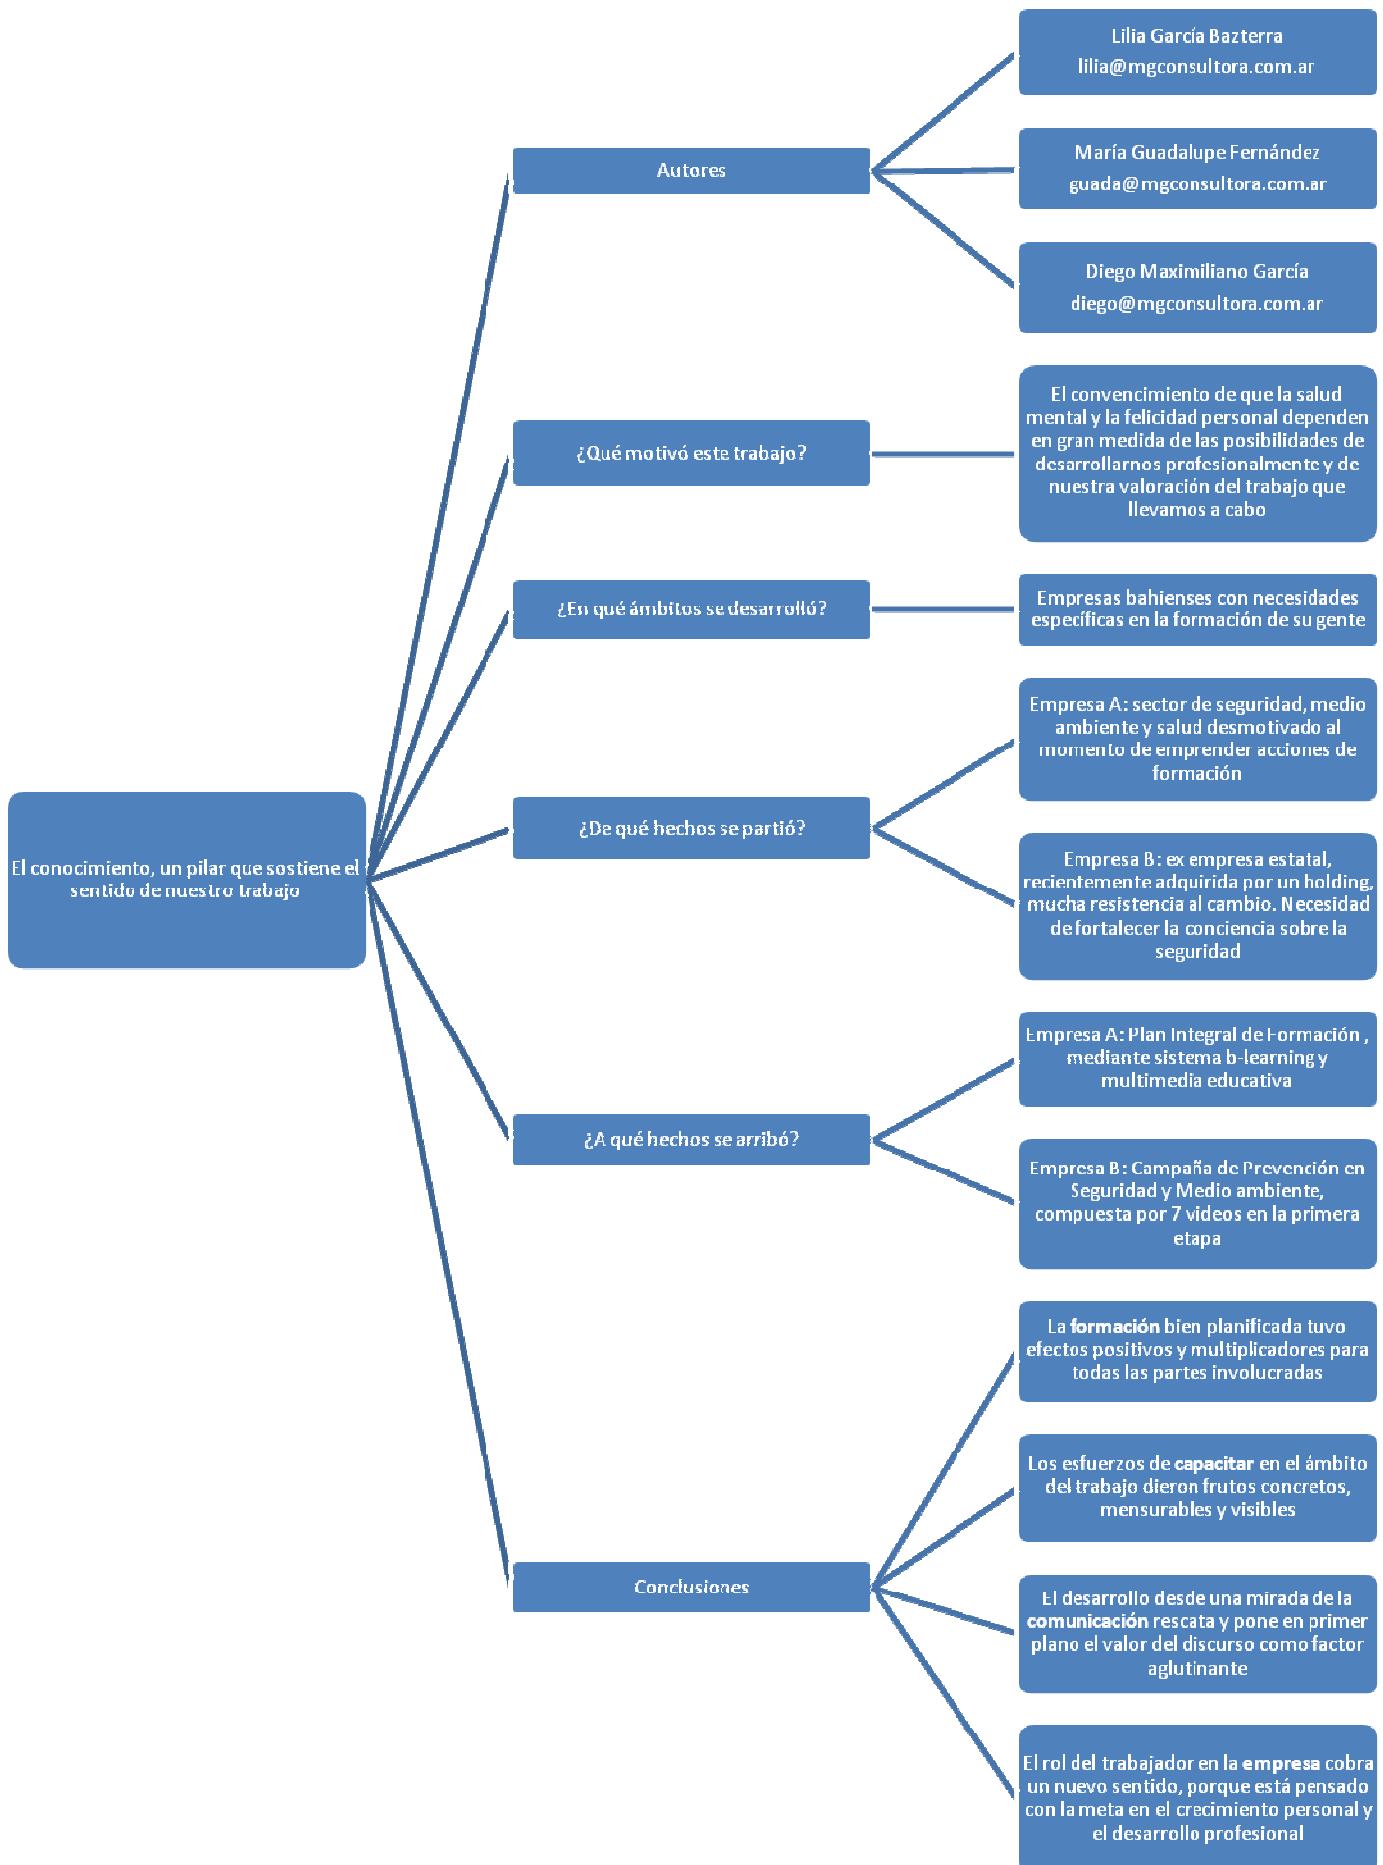 El conocimiento, un pilar que sostiene el
sentido de nuestro trabajo
Autores
Lilia García Bazterra
lilia@mgconsultora.com.ar
María Guadalupe Fernández
guada@mgconsultora.com.ar
Diego Maximiliano García
diego@mgconsultora.com.ar
¿Qué motivó este trabajo?
El convencimiento de que la salud
mental y la felicidad personal dependen
en gran medida de las posibilidades de
desarrollarnos profesionalmente y de
nuestra valoración del trabajo que
llevamos a cabo
¿En qué ámbitos se desarrolló?
Empresas bahienses con necesidades
específicas en la formación de su gente
¿De qué hechos se partió?
Empresa A: sector de seguridad, medio
ambiente y salud desmotivado al
momento de emprender acciones de
formación
Empresa B: ex empresa estatal,
recientemente adquirida por un holding,
mucha resistencia al cambio. Necesidad
de fortalecer la conciencia sobre la
seguridad
¿A qué hechos se arribó?
Empresa A: Plan Integral de Formación ,
mediante sistema b-learning y
multimedia educativa
Empresa B: Campaña de Prevención en
Seguridad y Medio ambiente,
compuesta por 7 videos en la primera
etapa
Conclusiones
La formación bien planificada tuvo
efectos positivos y multiplicadores para
todas las partes involucradas
Los esfuerzos de capacitar en el ámbito
del trabajo dieron frutos concretos,
mensurables y visibles
El desarrollo desde una mirada de la
comunicación rescata y pone en primer
plano el valor del discurso como factor
aglutinante
El rol del trabajador en la empresa cobra
un nuevo sentido, porque está pensado
con la meta en el crecimiento personal y
el desarrollo profesional